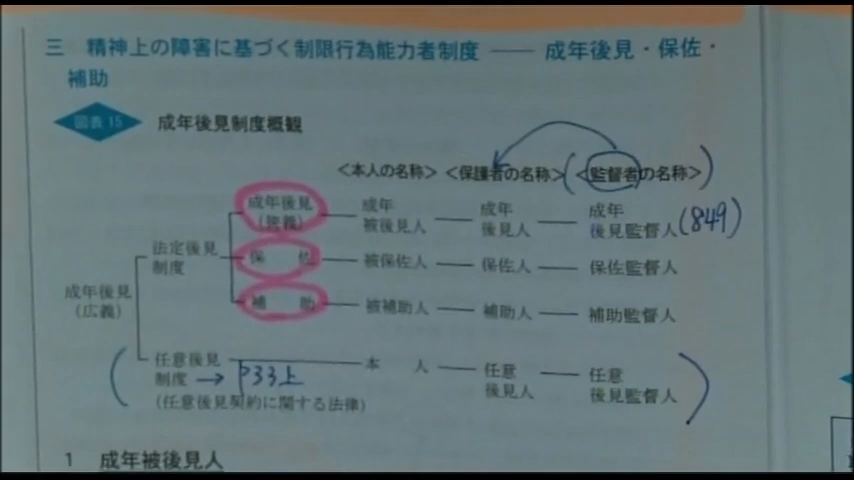 三 精神上の障害に基づく制限行為能力者制度 ―― 成年後見・保佐・
補助
図表15 成年後見制度概観
<本人の名称> <保護者の名称> (<監督者の名称>)
成年後見 成年 成年 成年
(狭義) 被後見人 後見人 後見監督人 (849)
法定後見
制度
保 佐 被保佐人 保佐人 保佐監督人
成年後見
(広義)
補 助 被補助人 補助人 補助監督人
任意後見 本 人 任意 任意
制度 → P33上 後見人 後見監督人
(任意後見契約に関する法律)
1 成年被後見人